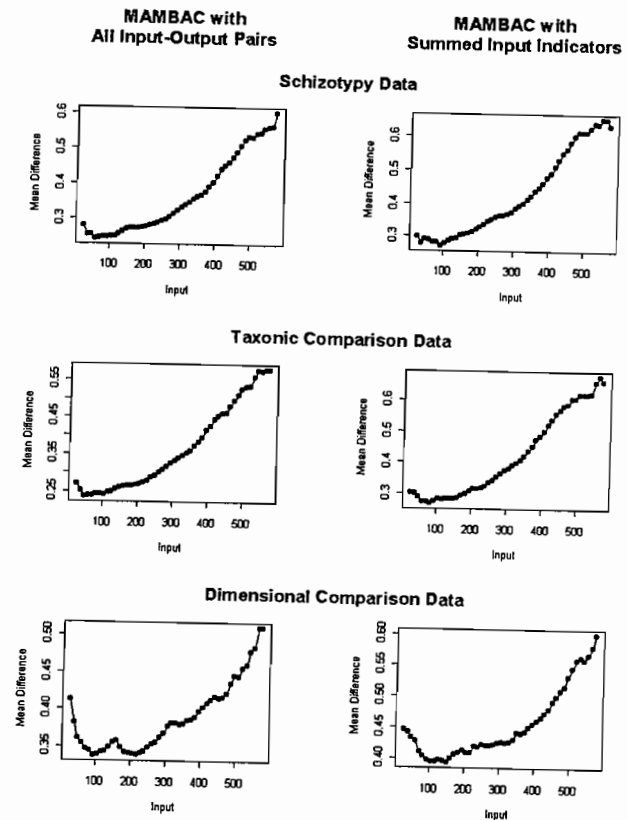 MAMBAC with
All Input-Output Pairs
MAMBAC with
Summed Input Indicators
Schizotypy Data
Mean Difference
0.6
0.5
0.4
0.3
100 200 300 400 500
Input
Mean Difference
0.6
0.5
0.4
0.3
100 200 300 400 500
Input
Taxonic Comparison Data
Mean Difference
0.55
0.45
0.35
0.25
100 200 300 400 500
Input
Mean Difference
0.6
0.5
0.4
0.3
100 200 300 400 500
Input
Dimensional Comparison Data
Mean Difference
0.50
0.45
0.40
0.35
100 200 300 400 500
Input
Mean Difference
0.60
0.55
0.50
0.45
0.40
100 200 300 400 500
Input